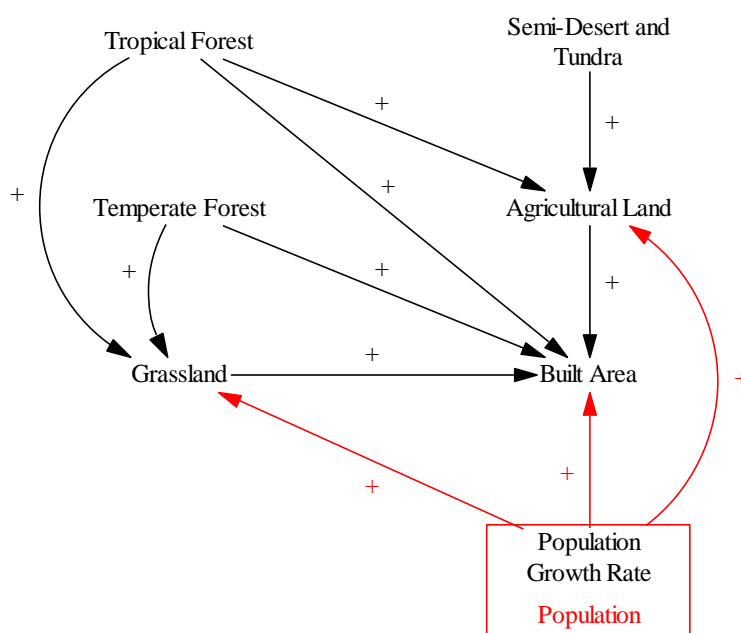 Tropical Forest
Semi-Desert and
Tundra
+
+
+
+
Temperate Forest
Agricultural Land
+
+
+
+
Grassland
+
Built Area
+
+
+
Population
Growth Rate
Population